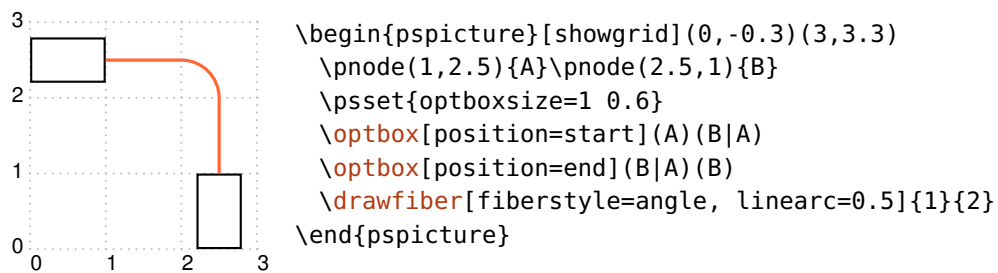 3
2
1
0
0 1 2 3
\begin{pspicture}[showgrid](0,-0.3)(3,3.3)
  \pnode(1,2.5){A}\pnode(2.5,1){B}
  \psset{optboxsize=1 0.6}
  \optbox[position=start](A)(B|A)
  \optbox[position=end](B|A)(B)
  \drawfiber[fiberstyle=angle, linearc=0.5]{1}{2}
\end{pspicture}